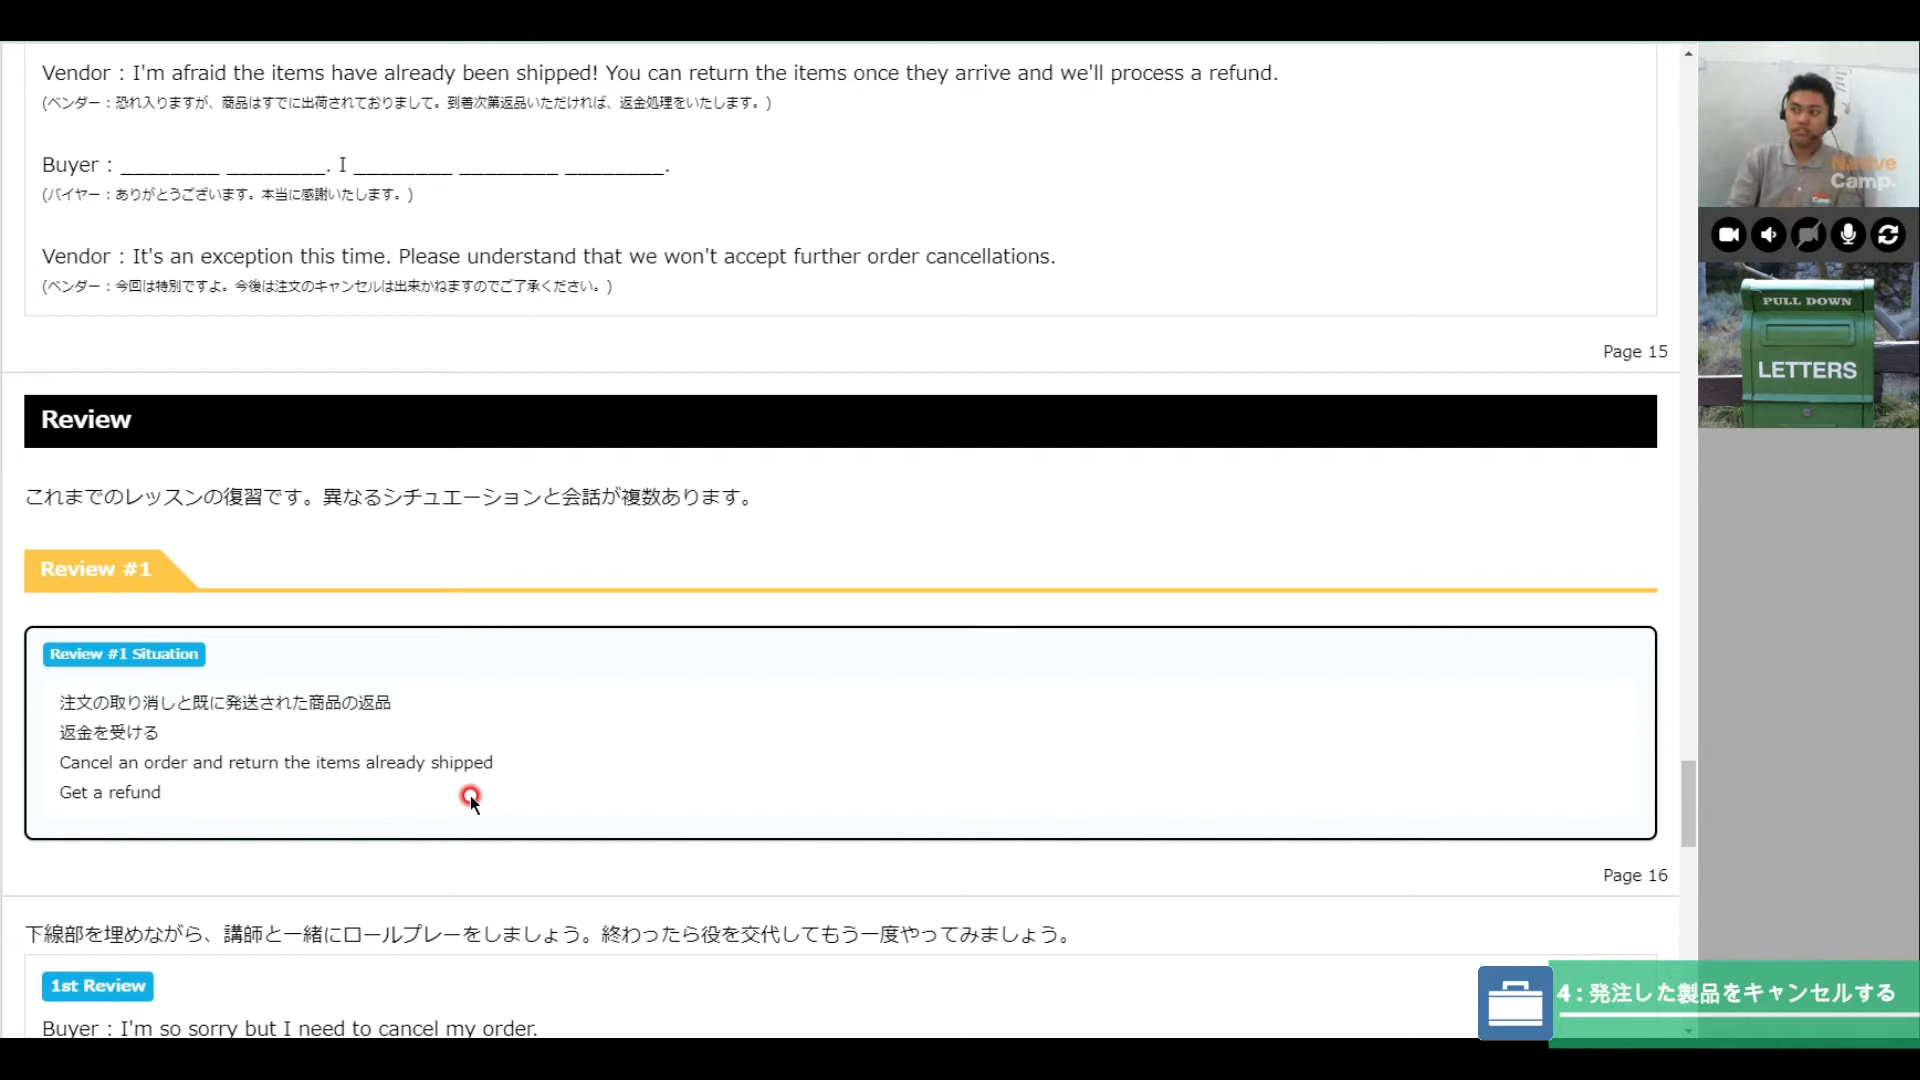 Vendor : I'm afraid the items have already been shipped! You can return the items once they arrive and we'll process a refund.
(ベンダー：恐れ入りますが、商品はすでに出荷されておりまして。到着次第返品いただければ、返金処理をいたします。)
Buyer : _________ _________. I _________ _________ _________.
(バイヤー：ありがとうございます。本当に感謝いたします。)
Vendor : It's an exception this time. Please understand that we won't accept further order cancellations.
(ベンダー：今回は特別ですよ。今後は注文のキャンセルは出来かねますのでご了承ください。)
Page 15
Review
これまでのレッスンの復習です。異なるシチュエーションと会話が複数あります。
Review #1
Review #1 Situation
注文の取り消しと既に発送された商品の返品
返金を受ける
Cancel an order and return the items already shipped
Get a refund
Page 16
下線部を埋めながら、講師と一緒にロールプレーをしましょう。終わったら役を交代してもう一度やってみましょう。
1st Review
Buyer : I'm so sorry but I need to cancel my order.
Native
Camp.
PULL DOWN
LETTERS
4：発注した製品をキャンセルする